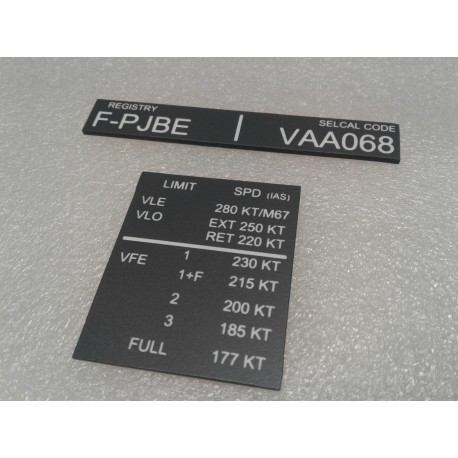 REGISTRY SELCAL CODE
F-PJBE | VAA068
LIMIT SPD (IAS)
VLE 280 KT/M67
VLO EXT 250 KT
RET 220 KT
VFE 1 230 KT
1+F 215 KT
2 200 KT
3 185 KT
FULL 177 KT